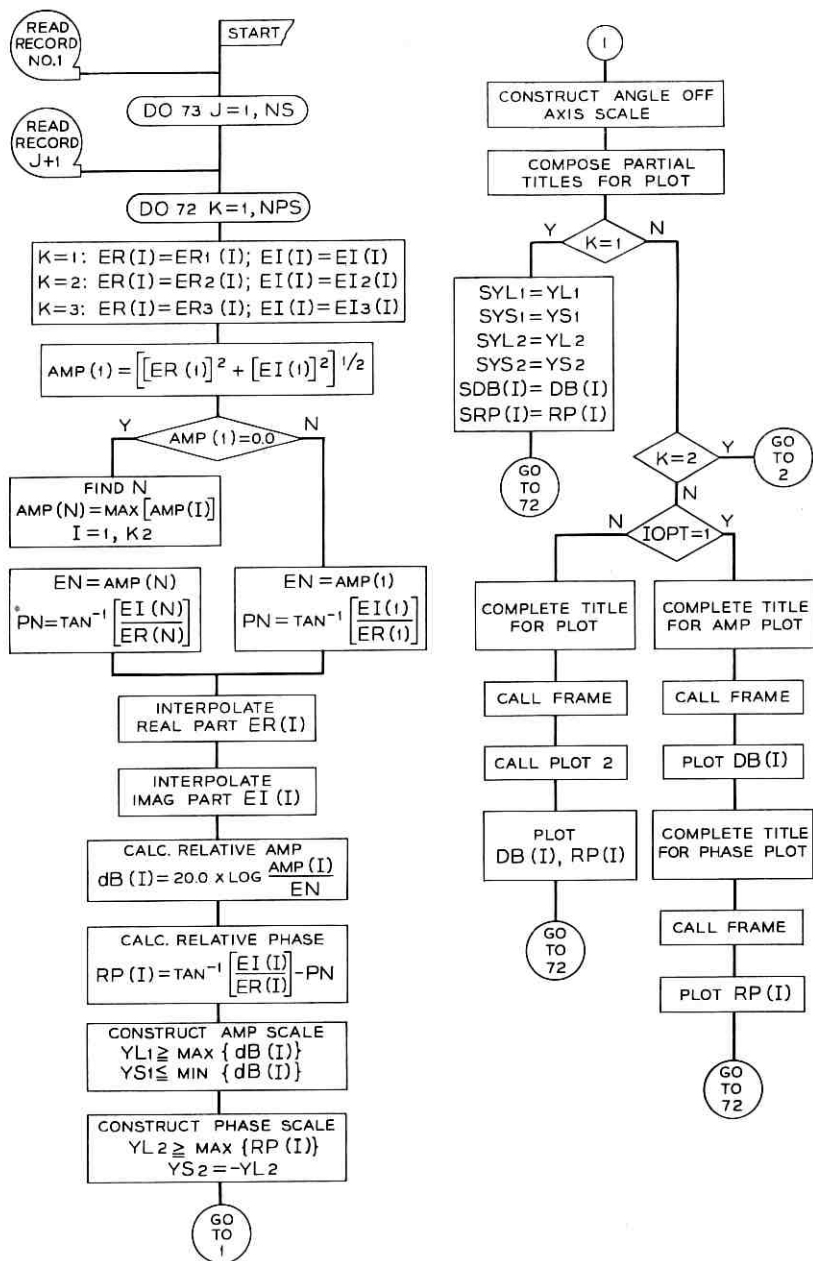 READ
RECORD
NO.1
START
DO 73 J=1, NS
READ
RECORD
J+1
DO 72 K=1, NPS
K=1: ER(I)=ER1(I); EI(I)=EI(I)
K=2: ER(I)=ER2(I); EI(I)=EI2(I)
K=3: ER(I)=ER3(I); EI(I)=EI3(I)
AMP(1)=[[ER(1)]²+[EI(1)]²]^1/2
Y
AMP(1)=0.0
N
FIND N
AMP(N)=MAX[AMP(I)]
I=1, K2
EN=AMP(N)
PN=TAN⁻¹[EI(N)/ER(N)]
EN=AMP(1)
PN=TAN⁻¹[EI(1)/ER(1)]
INTERPOLATE
REAL PART ER(I)
INTERPOLATE
IMAG PART EI(I)
CALC. RELATIVE AMP
dB(I)=20.0 x LOG AMP(I)/EN
CALC. RELATIVE PHASE
RP(I)=TAN⁻¹[EI(I)/ER(I)]-PN
CONSTRUCT AMP SCALE
YL1≧ MAX {dB(I)}
YS1≦ MIN {dB(I)}
CONSTRUCT PHASE SCALE
YL2≧ MAX {RP(I)}
YS2=-YL2
GO
TO
1
1
CONSTRUCT ANGLE OFF
AXIS SCALE
COMPOSE PARTIAL
TITLES FOR PLOT
Y
K=1
N
SYL1=YL1
SYS1=YS1
SYL2=YL2
SYS2=YS2
SDB(I)=DB(I)
SRP(I)=RP(I)
GO
TO
72
K=2
Y
GO
TO
2
N
N
IOPT=1
Y
COMPLETE TITLE
FOR PLOT
CALL FRAME
CALL PLOT 2
PLOT
DB(I), RP(I)
GO
TO
72
COMPLETE TITLE
FOR AMP PLOT
CALL FRAME
PLOT DB(I)
COMPLETE TITLE
FOR PHASE PLOT
CALL FRAME
PLOT RP(I)
GO
TO
72